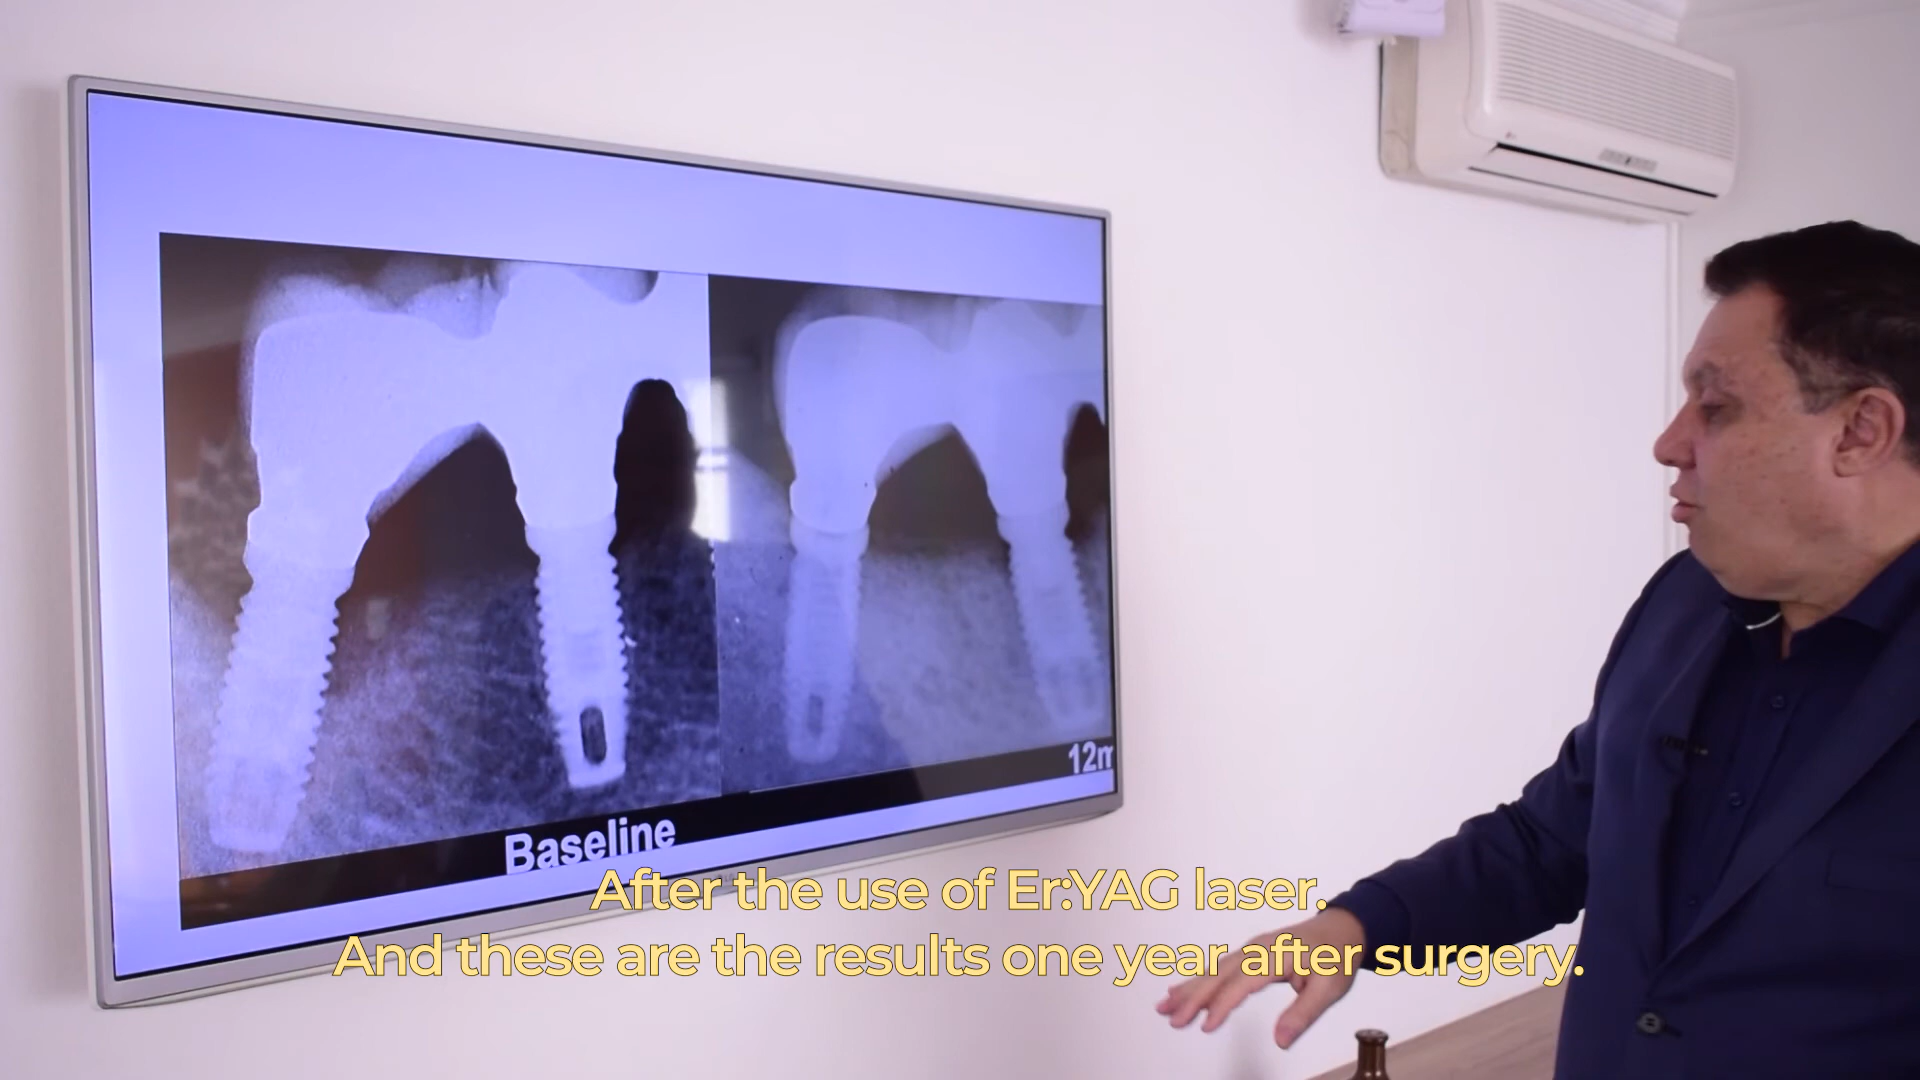 12m
Baseline
After the use of Er:YAG laser.
And these are the results one year after surgery.